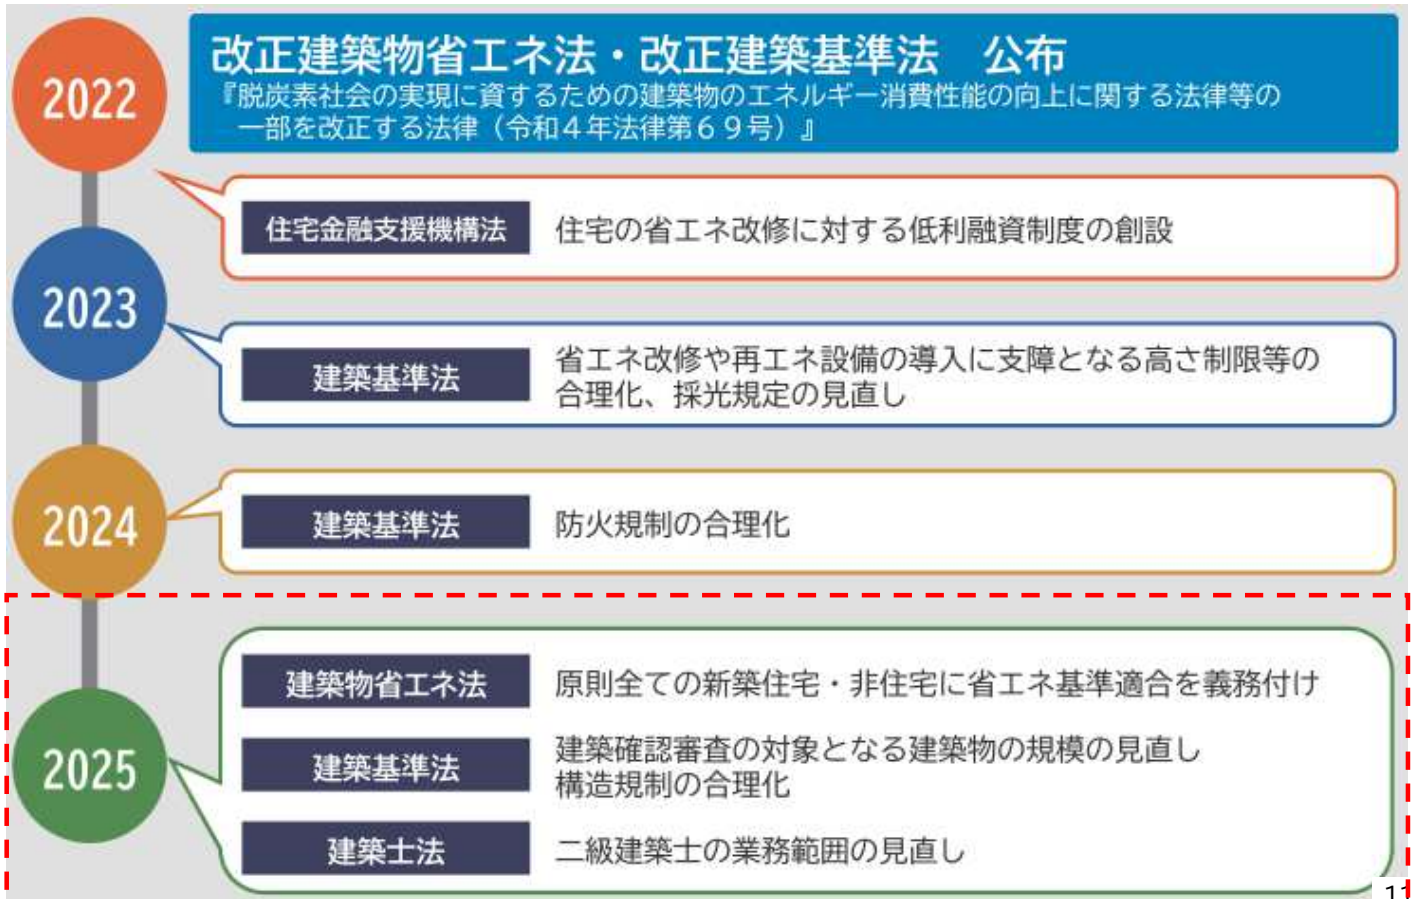 2022
改正建築物省エネ法・改正建築基準法　公布
『脱炭素社会の実現に資するための建築物のエネルギー消費性能の向上に関する法律等の
一部を改正する法律（令和４年法律第６９号）』
住宅金融支援機構法
住宅の省エネ改修に対する低利融資制度の創設
2023
建築基準法
省エネ改修や再エネ設備の導入に支障となる高さ制限等の
合理化、採光規定の見直し
2024
建築基準法
防火規制の合理化
2025
建築物省エネ法
原則全ての新築住宅・非住宅に省エネ基準適合を義務付け
建築基準法
建築確認審査の対象となる建築物の規模の見直し
構造規制の合理化
建築士法
二級建築士の業務範囲の見直し